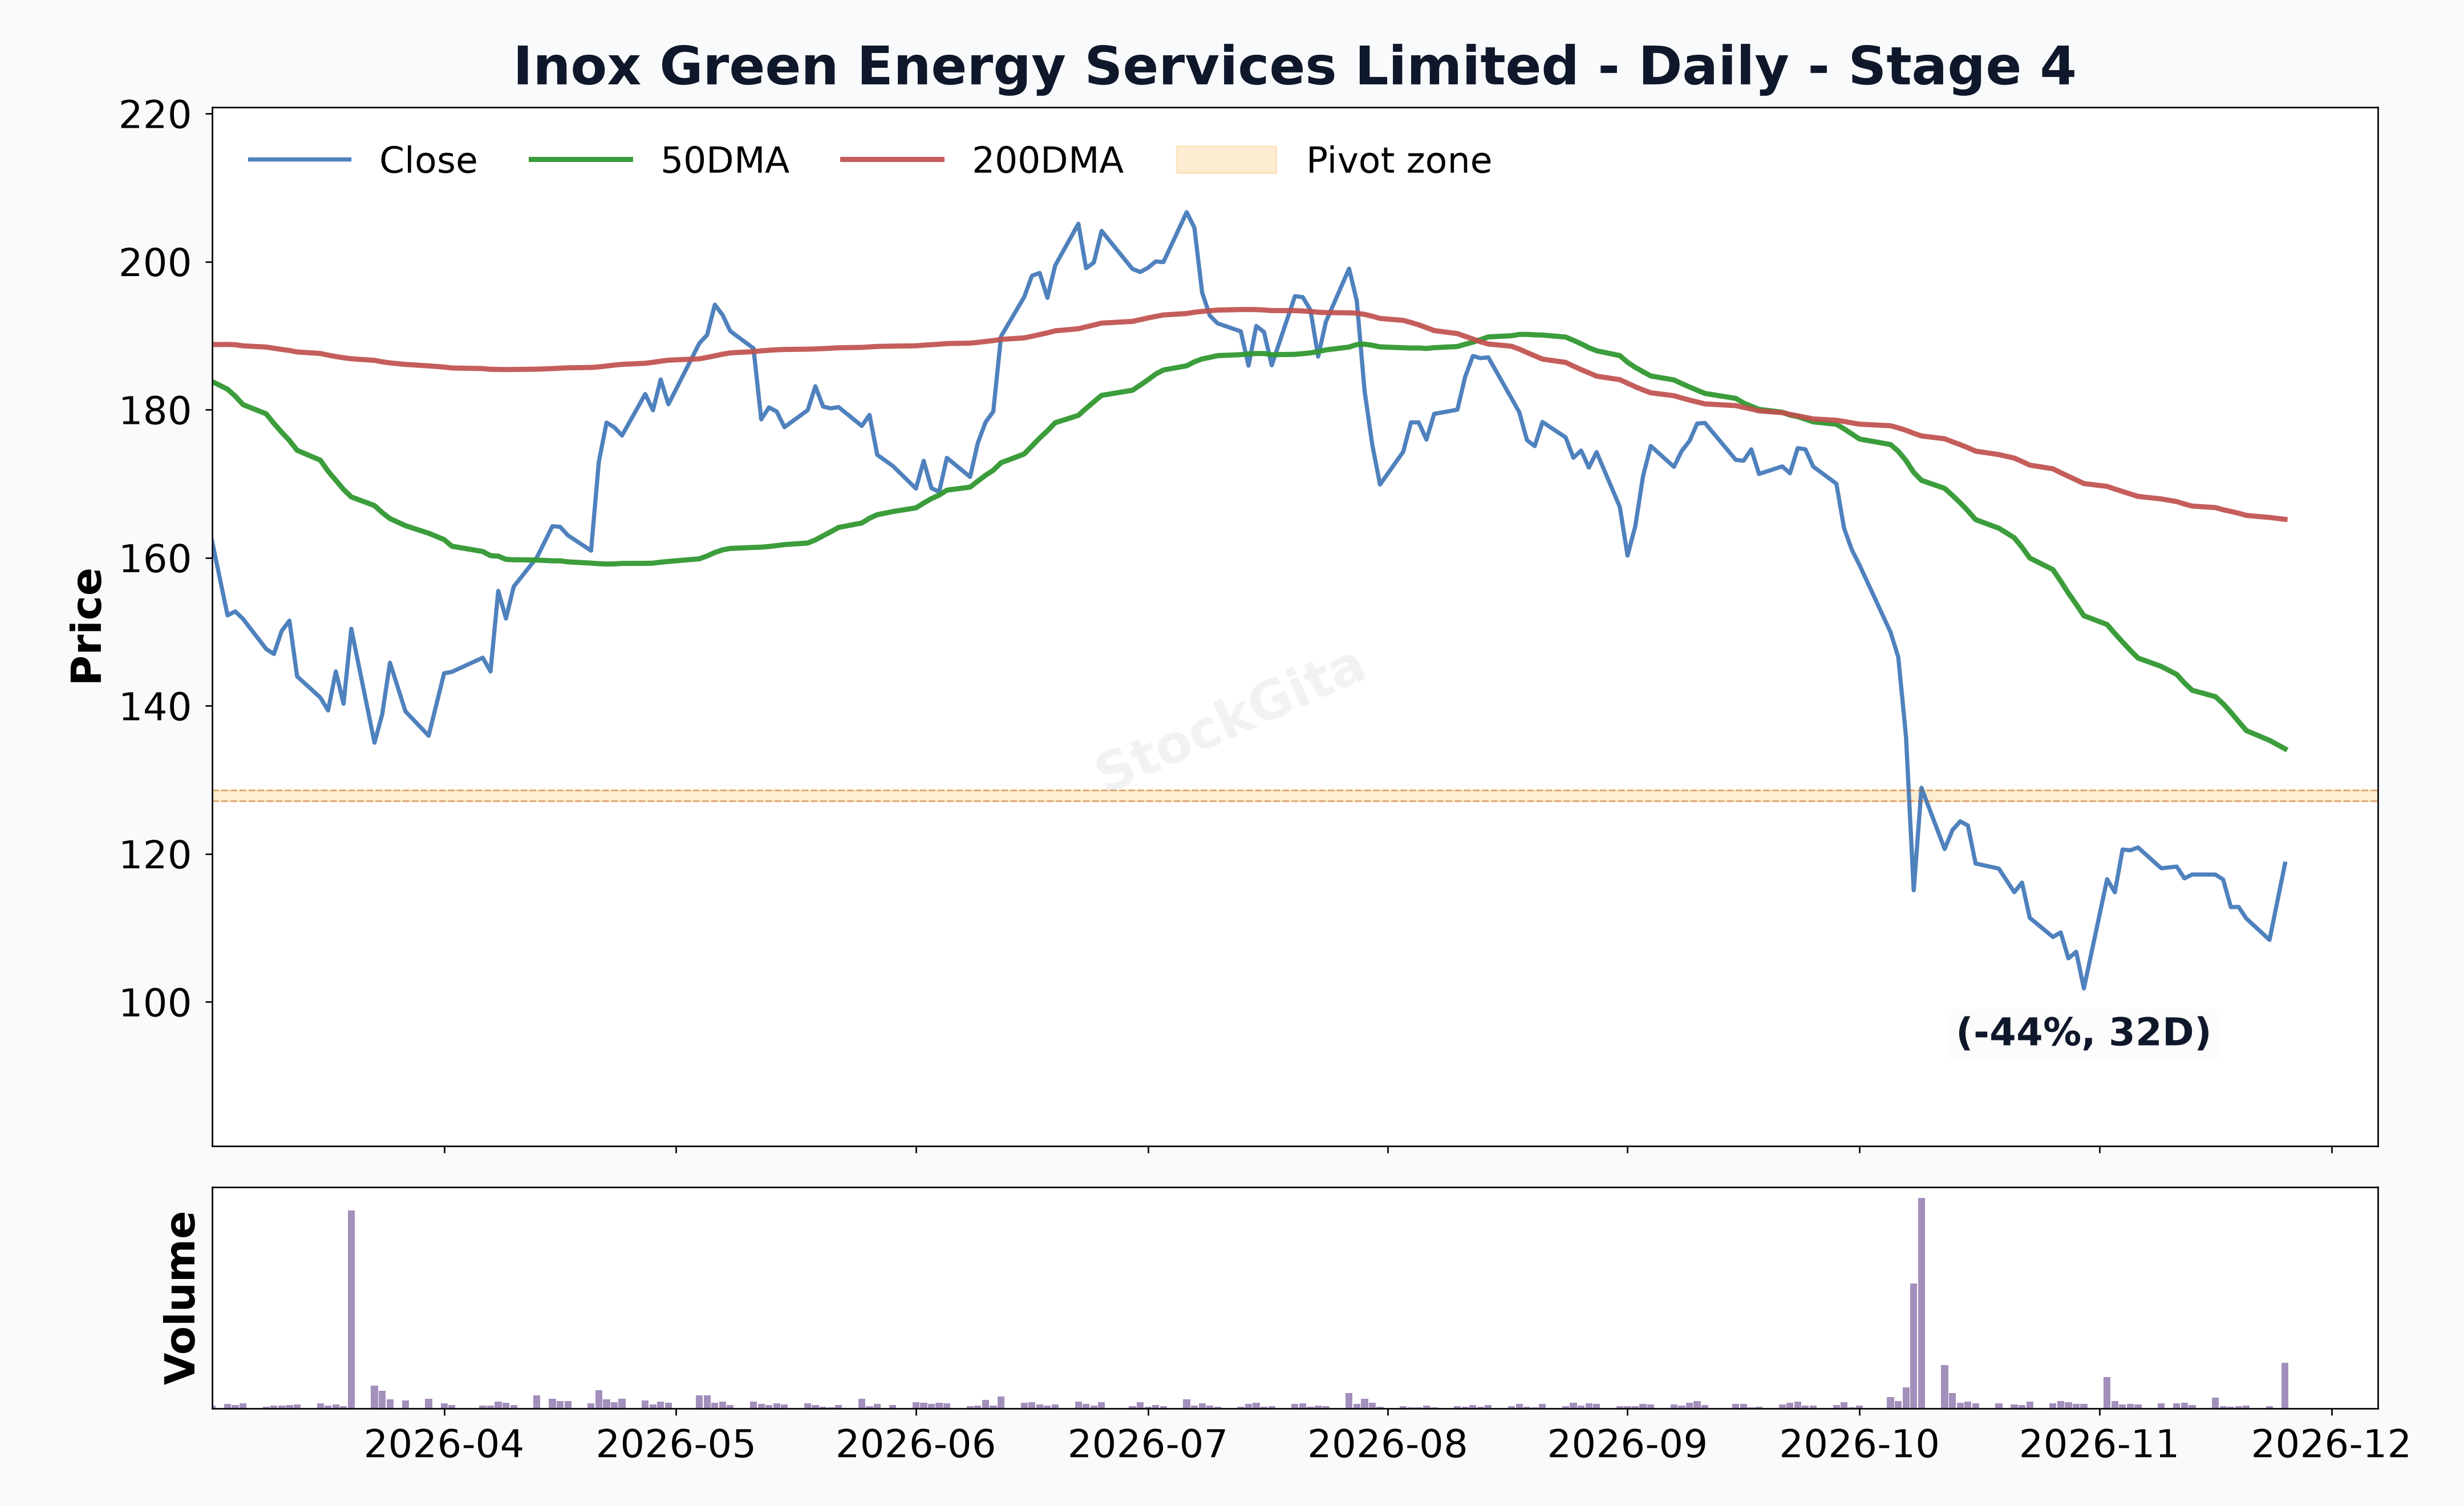 Inox Green Energy Services Limited - Daily - Stage 4
Close 50DMA 200DMA Pivot zone
220
200
180
160
140
120
100
Price
StockGita
(-44%, 32D)
Volume
2026-04 2026-05 2026-06 2026-07 2026-08 2026-09 2026-10 2026-11 2026-12